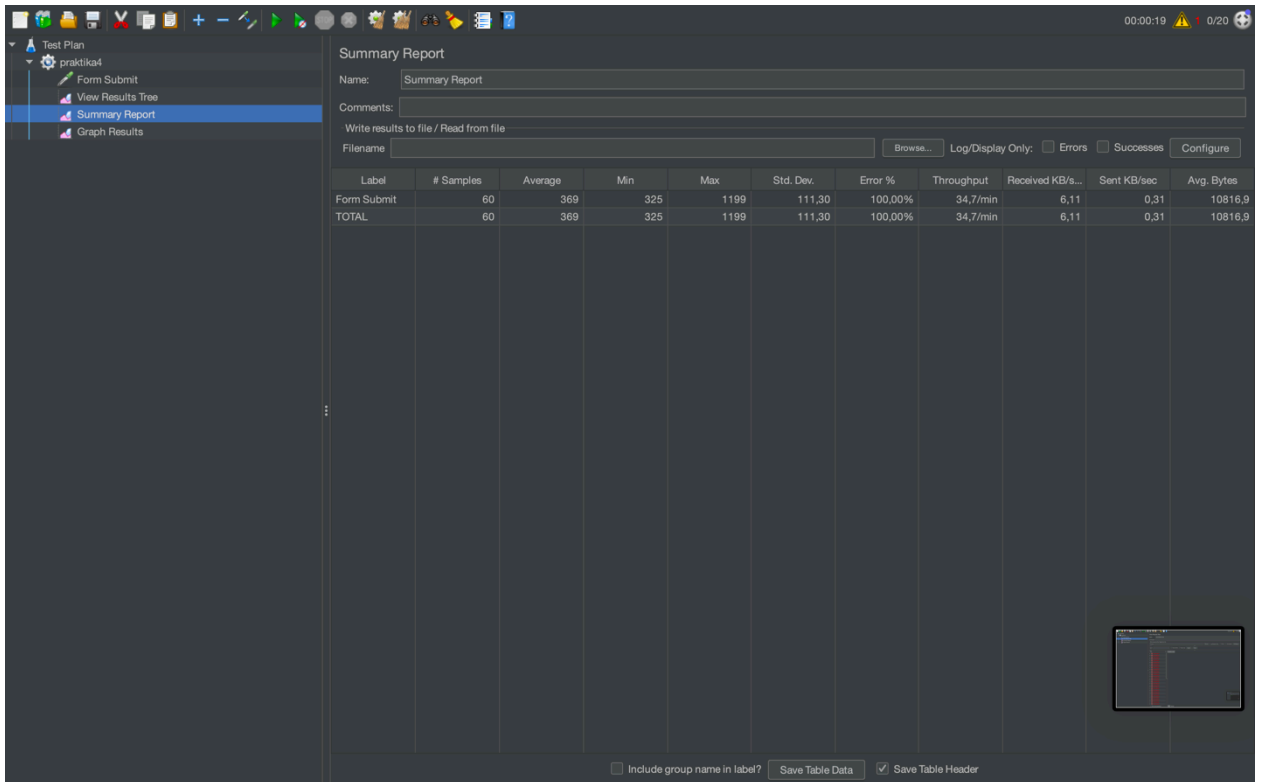 00:00:19 1 0/20
Test Plan
praktika4
Form Submit
View Results Tree
Summary Report
Graph Results
Summary Report
Name: Summary Report
Comments:
Write results to file / Read from file
Filename Browse... Log/Display Only: Errors Successes Configure
Label # Samples Average Min Max Std. Dev. Error % Throughput Received KB/s... Sent KB/sec Avg. Bytes
Form Submit 60 369 325 1199 111,30 100,00% 34,7/min 6,11 0,31 10816,9
TOTAL 60 369 325 1199 111,30 100,00% 34,7/min 6,11 0,31 10816,9
Include group name in label? Save Table Data Save Table Header